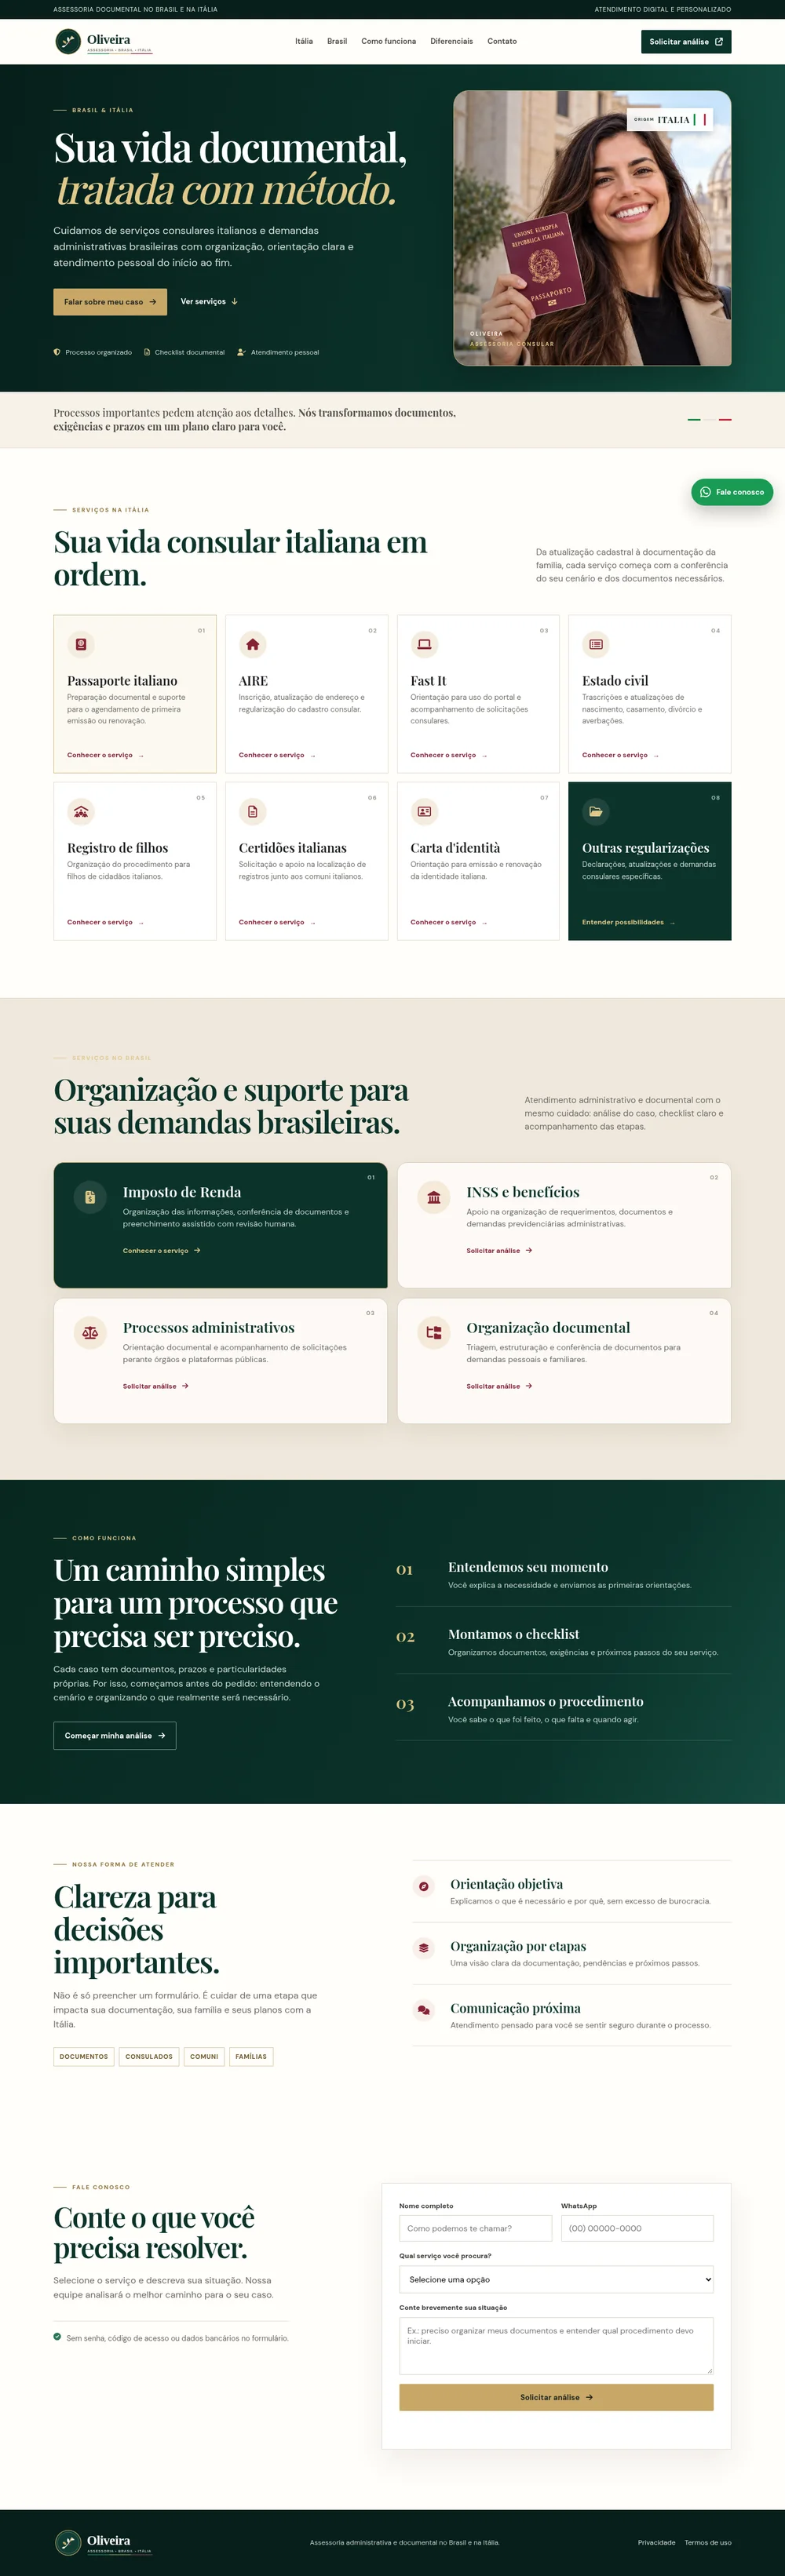 ASSESSORIA DOCUMENTAL NO BRASIL E NA ITÁLIA
ATENDIMENTO DIGITAL E PERSONALIZADO
Oliveira
ASSESSORIA • BRASIL • ITÁLIA
Itália
Brasil
Como funciona
Diferenciais
Contato
Solicitar análise
BRASIL & ITÁLIA
Sua vida documental,
tratada com método.
Cuidamos de serviços consulares italianos e demandas
administrativas brasileiras com organização, orientação clara e
atendimento pessoal do início ao fim.
Falar sobre meu caso →
Ver serviços ↓
Processo organizado
Checklist documental
Atendimento pessoal
ORIGEM ITALIA
UNIONE EUROPEA
REPUBBLICA ITALIANA
PASSAPORTO
OLIVEIRA
ASSESSORIA CONSULAR
Processos importantes pedem atenção aos detalhes. Nós transformamos documentos,
exigências e prazos em um plano claro para você.
Fale conosco
SERVIÇOS NA ITÁLIA
Sua vida consular italiana em
ordem.
Da atualização cadastral à documentação da
família, cada serviço começa com a conferência
do seu cenário e dos documentos necessários.
01
Passaporte italiano
Preparação documental e suporte
para o agendamento de primeira
emissão ou renovação.
Conhecer o serviço →
02
AIRE
Inscrição, atualização de endereço e
regularização do cadastro consular.
Conhecer o serviço →
03
Fast It
Orientação para uso do portal e
acompanhamento de solicitações
consulares.
Conhecer o serviço →
04
Estado civil
Trascrições e atualizações de
nascimento, casamento, divórcio e
averbações.
Conhecer o serviço →
05
Registro de filhos
Organização do procedimento para
filhos de cidadãos italianos.
Conhecer o serviço →
06
Certidões italianas
Solicitação e apoio na localização de
registros junto aos comuni italianos.
Conhecer o serviço →
07
Carta d'identità
Orientação para emissão e renovação
da identidade italiana.
Conhecer o serviço →
08
Outras regularizações
Declarações, atualizações e demandas
consulares específicas.
Entender possibilidades →
SERVIÇOS NO BRASIL
Organização e suporte para
suas demandas brasileiras.
Atendimento administrativo e documental com o
mesmo cuidado: análise do caso, checklist claro e
acompanhamento das etapas.
01
Imposto de Renda
Organização das informações, conferência de documentos e
preenchimento assistido com revisão humana.
Conhecer o serviço →
02
INSS e benefícios
Apoio na organização de requerimentos, documentos e
demandas previdenciárias administrativas.
Solicitar análise →
03
Processos administrativos
Orientação documental e acompanhamento de solicitações
perante órgãos e plataformas públicas.
Solicitar análise →
04
Organização documental
Triagem, estruturação e conferência de documentos para
demandas pessoais e familiares.
Solicitar análise →
COMO FUNCIONA
Um caminho simples
para um processo que
precisa ser preciso.
Cada caso tem documentos, prazos e particularidades
próprias. Por isso, começamos antes do pedido: entendendo o
cenário e organizando o que realmente será necessário.
Começar minha análise →
01
Entendemos seu momento
Você explica a necessidade e enviamos as primeiras orientações.
02
Montamos o checklist
Organizamos documentos, exigências e próximos passos do seu serviço.
03
Acompanhamos o procedimento
Você sabe o que foi feito, o que falta e quando agir.
NOSSA FORMA DE ATENDER
Clareza para
decisões
importantes.
Não é só preencher um formulário. É cuidar de uma etapa que
impacta sua documentação, sua família e seus planos com a
Itália.
DOCUMENTOS
CONSULADOS
COMUNI
FAMÍLIAS
Orientação objetiva
Explicamos o que é necessário e por quê, sem excesso de burocracia.
Organização por etapas
Uma visão clara da documentação, pendências e próximos passos.
Comunicação próxima
Atendimento pensado para você se sentir seguro durante o processo.
FALE CONOSCO
Conte o que você
precisa resolver.
Selecione o serviço e descreva sua situação. Nossa
equipe analisará o melhor caminho para o seu caso.
Sem senha, código de acesso ou dados bancários no formulário.
Nome completo
Como podemos te chamar?
WhatsApp
(00) 00000-0000
Qual serviço você procura?
Selecione uma opção
Conte brevemente sua situação
Ex.: preciso organizar meus documentos e entender qual procedimento devo
iniciar.
Solicitar análise →
Oliveira
ASSESSORIA • BRASIL • ITÁLIA
Assessoria administrativa e documental no Brasil e na Itália.
Privacidade
Termos de uso